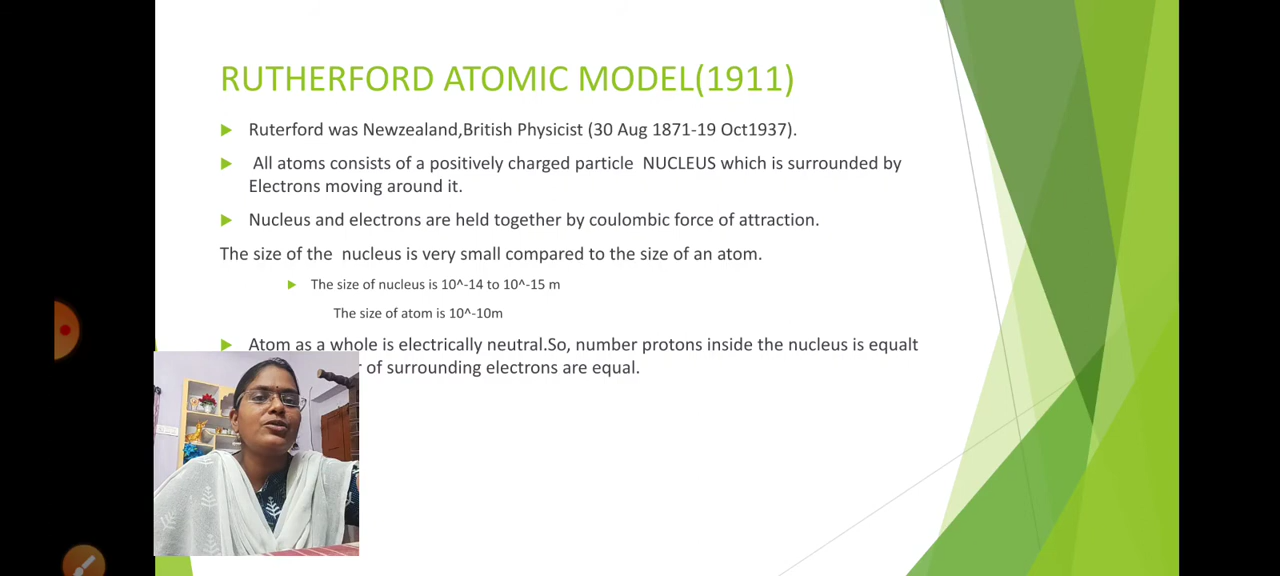 RUTHERFORD ATOMIC MODEL(1911)
Ruterford was Newzealand,British Physicist (30 Aug 1871-19 Oct1937).
All atoms consists of a positively charged particle NUCLEUS which is surrounded by
Electrons moving around it.
Nucleus and electrons are held together by coulombic force of attraction.
The size of the nucleus is very small compared to the size of an atom.
The size of nucleus is 10^-14 to 10^-15 m
The size of atom is 10^-10m
Atom as a whole is electrically neutral.So, number protons inside the nucleus is equalt
of surrounding electrons are equal.